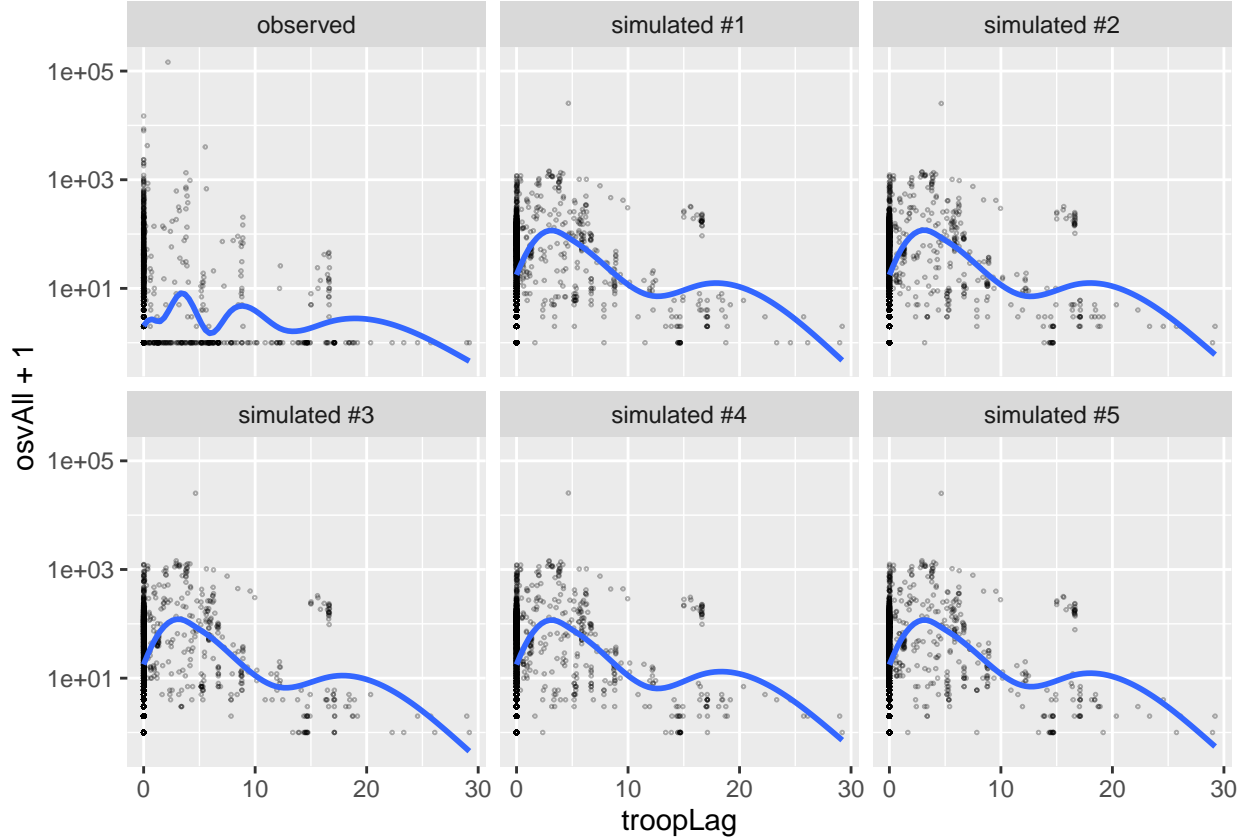 observed
simulated #1
simulated #2
1e+05
1e+03
1e+01
osvAll + 1
simulated #3
simulated #4
simulated #5
1e+05
1e+03
1e+01
0 10 20 30
0 10 20 30
0 10 20 30
troopLag